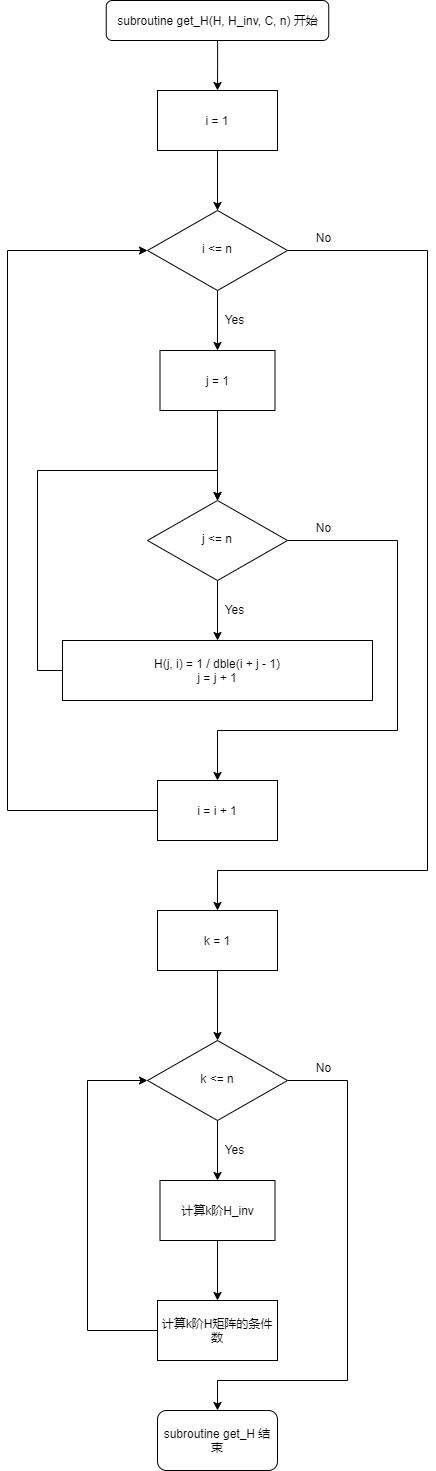 subroutine get_H(H, H_inv, C, n) 开始
i = 1
i <= n
No
Yes
j = 1
j <= n
No
Yes
H(j, i) = 1 / dble(i + j - 1)
j = j + 1
i = i + 1
k = 1
k <= n
No
Yes
计算k阶H_inv
计算k阶H矩阵的条件
数
subroutine get_H 结
束